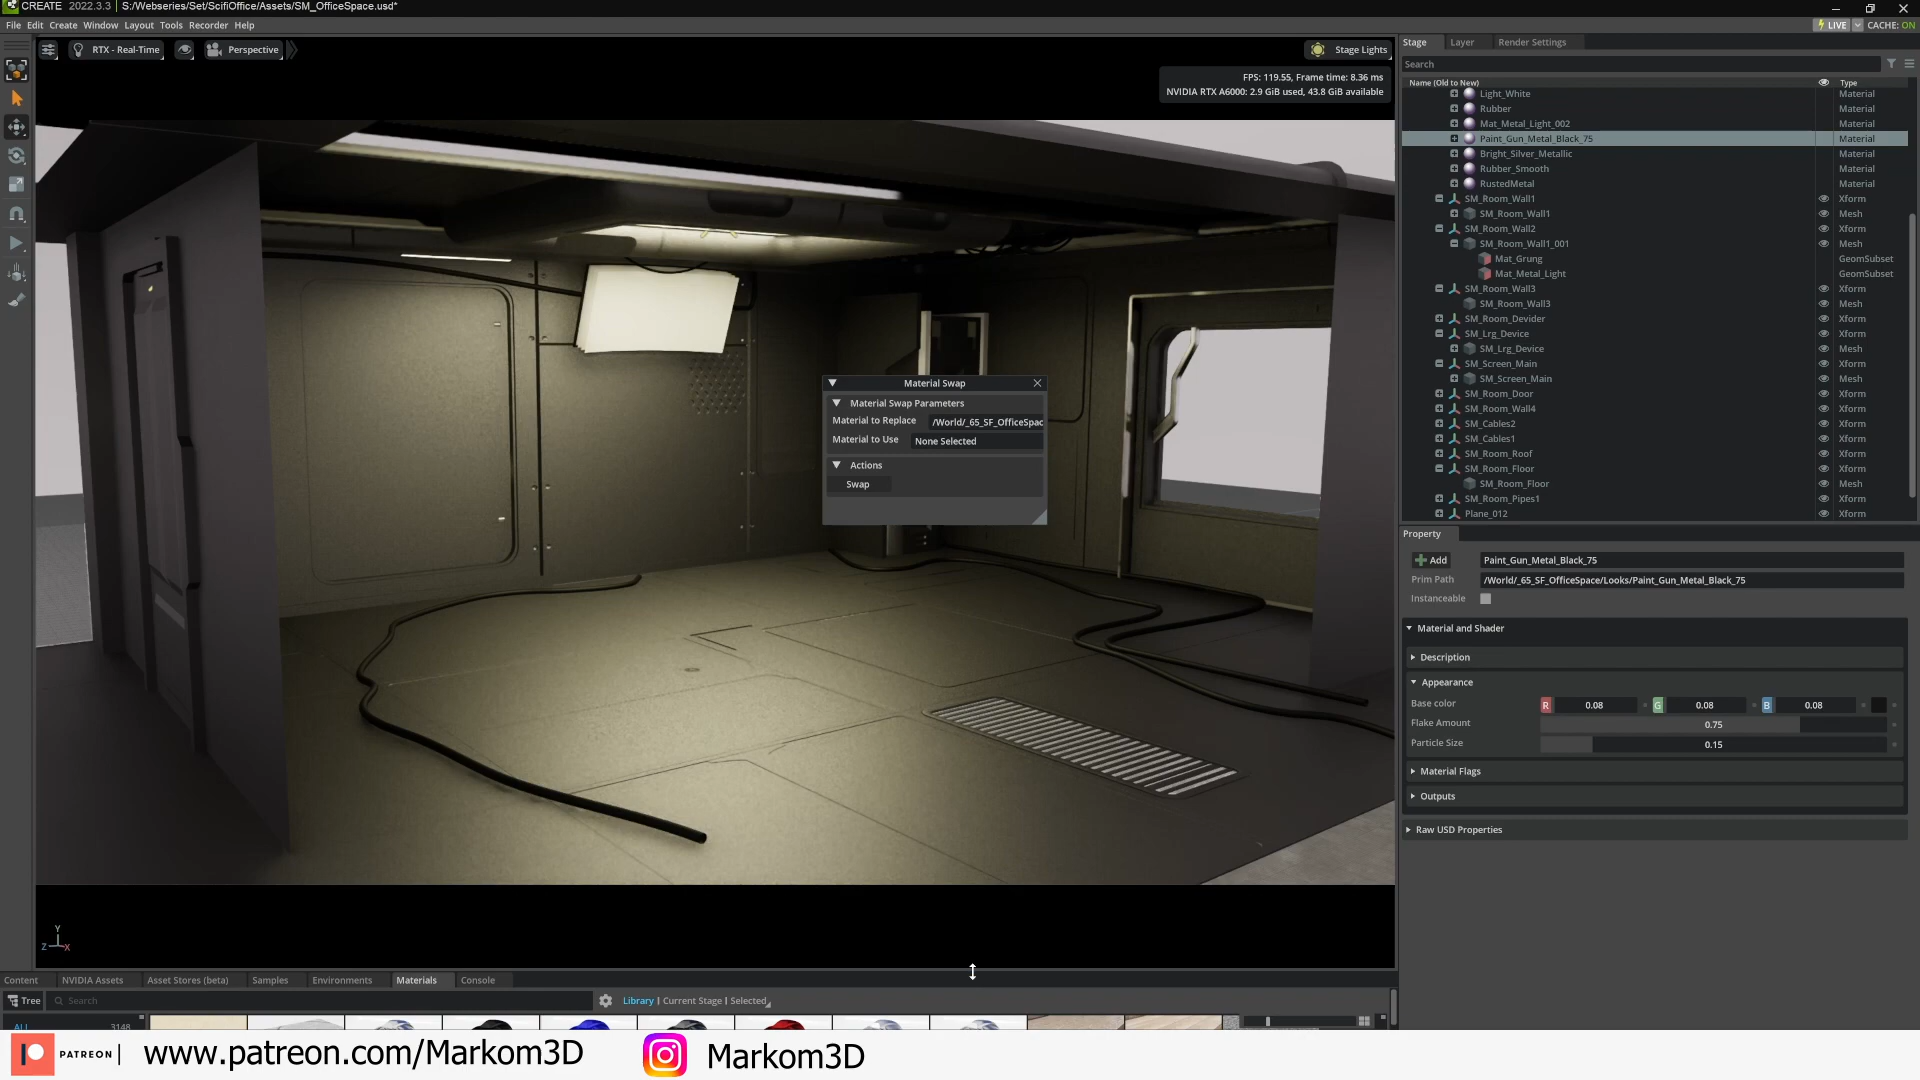 CREATE 2022.3.3 S:/Webseries/Set/ScifiOffice/Assets/SM_OfficeSpace.usd*
File Edit Create Window Layout Tools Recorder Help
LIVE CACHE: ON
RTX - Real-Time
Perspective
Stage Lights
FPS: 119.55, Frame time: 8.36 ms
NVIDIA RTX A6000: 2.9 GiB used, 43.8 GiB available
Material Swap
Material Swap Parameters
Material to Replace /World/_65_SF_OfficeSpac
Material to Use None Selected
Actions
Swap
Y
Z X
Stage Layer Render Settings
Search
Name (Old to New) Type
Light_White Material
Rubber Material
Mat_Metal_Light_002 Material
Paint_Gun_Metal_Black_75 Material
Bright_Silver_Metallic Material
Rubber_Smooth Material
RustedMetal Material
SM_Room_Wall1 Xform
SM_Room_Wall1 Mesh
SM_Room_Wall2 Xform
SM_Room_Wall1_001 Mesh
Mat_Grung GeomSubset
Mat_Metal_Light GeomSubset
SM_Room_Wall3 Xform
SM_Room_Wall3 Mesh
SM_Room_Devider Xform
SM_Lrg_Device Xform
SM_Lrg_Device Mesh
SM_Screen_Main Xform
SM_Screen_Main Mesh
SM_Room_Door Xform
SM_Room_Wall4 Xform
SM_Cables2 Xform
SM_Cables1 Xform
SM_Room_Roof Xform
SM_Room_Floor Xform
SM_Room_Floor Mesh
SM_Room_Pipes1 Xform
Plane_012 Xform
Property
Add Paint_Gun_Metal_Black_75
Prim Path /World/_65_SF_OfficeSpace/Looks/Paint_Gun_Metal_Black_75
Instanceable
Material and Shader
Description
Appearance
Base color R 0.08 G 0.08 B 0.08
Flake Amount 0.75
Particle Size 0.15
Material Flags
Outputs
Raw USD Properties
Content NVIDIA Assets Asset Stores (beta) Samples Environments Materials Console
Tree Search Library | Current Stage | Selected
ALL 3148
PATREON | www.patreon.com/Markom3D Markom3D